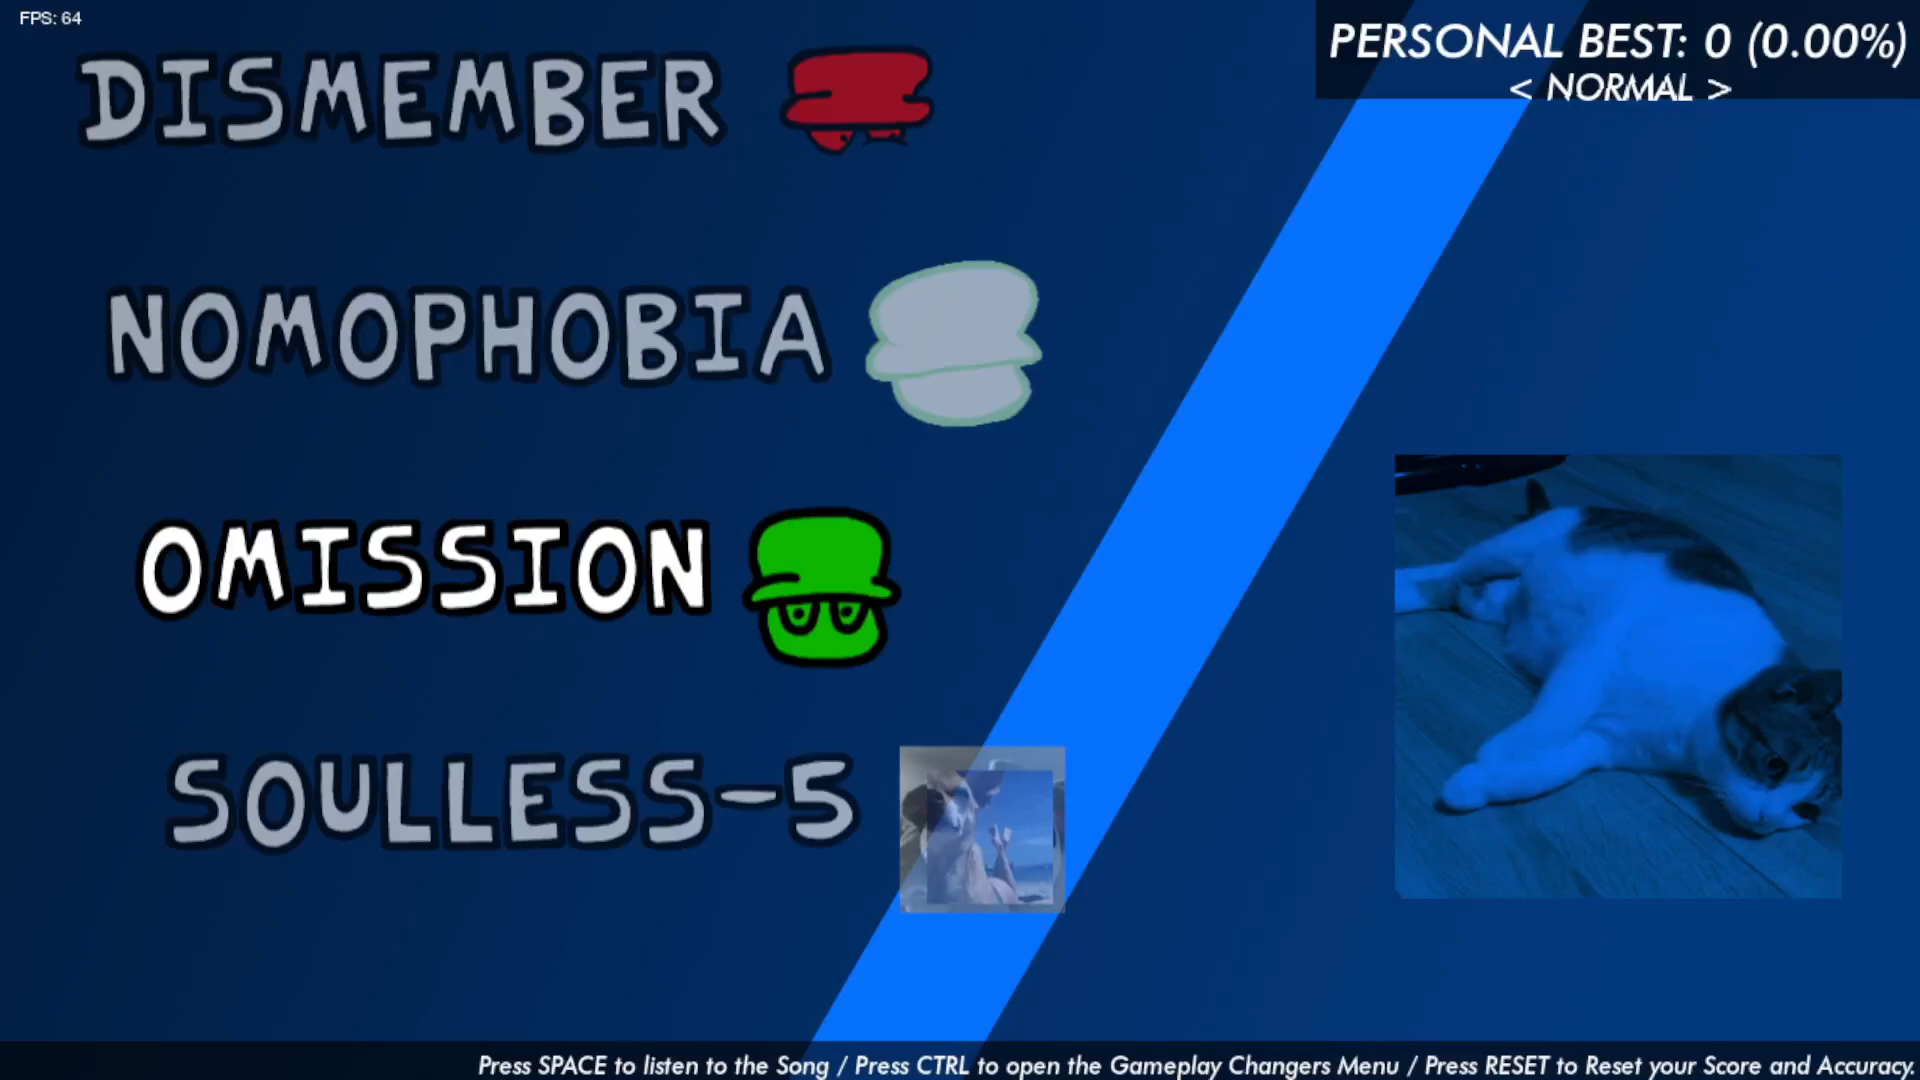 FPS: 64
PERSONAL BEST: 0 (0.00%)
< NORMAL >
DISMEMBER
NOMOPHOBIA
OMISSION
SOULLESS-5
Press SPACE to listen to the Song / Press CTRL to open the Gameplay Changers Menu / Press RESET to Reset your Score and Accuracy.